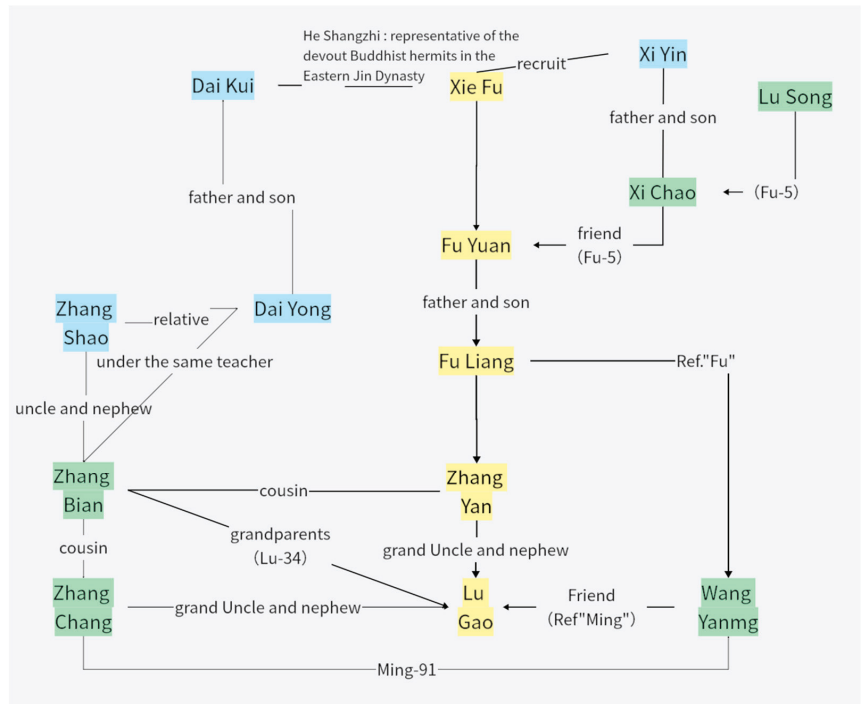 He Shangzhi : representative of the
devout Buddhist hermits in the
Eastern Jin Dynasty
Xi Yin
recruit
Dai Kui
Xie Fu
Lu Song
father and son
Xi Chao
(Fu-5)
father and son
friend
(Fu-5)
Fu Yuan
father and son
Zhang
Shao
relative
Dai Yong
under the same teacher
Fu Liang
Ref."Fu"
uncle and nephew
Zhang
Bian
cousin
Zhang
Yan
grandparents
(Lu-34)
cousin
grand Uncle and nephew
Zhang
Chang
grand Uncle and nephew
Lu
Gao
Friend
(Ref"Ming")
Wang
Yanmg
Ming-91